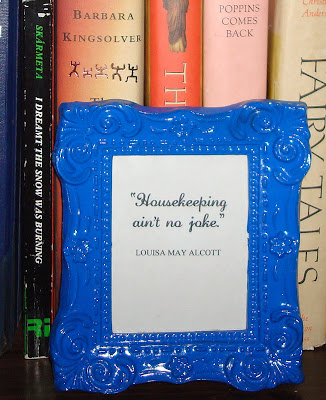 SKÁRMETA
I DREAMT THE SNOW WAS BURNING
BARBARA
KINGSOLVER
TH
POPPINS
COMES
BACK
FAIRY TALES
"Housekeeping
ain't no joke."
LOUISA MAY ALCOTT